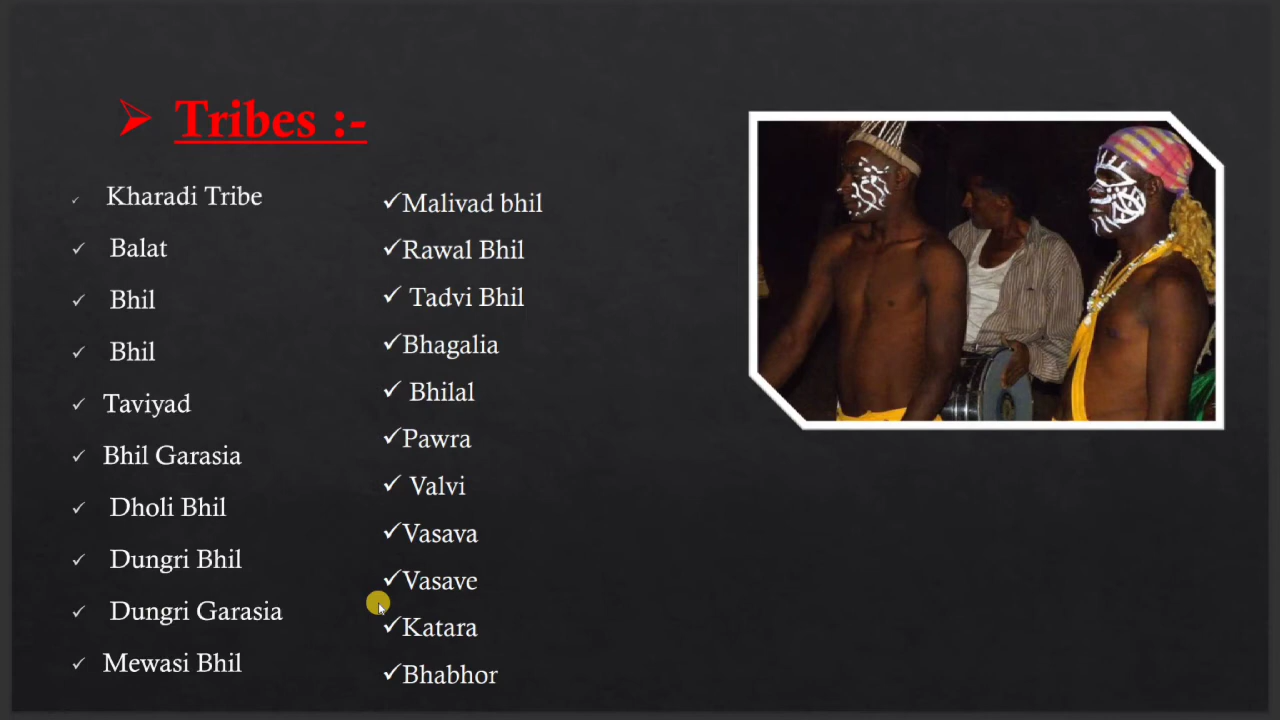 Tribes :-
Kharadi Tribe
Balat
Bhil
Bhil
Taviyad
Bhil Garasia
Dholi Bhil
Dungri Bhil
Dungri Garasia
Mewasi Bhil
Malivad bhil
Rawal Bhil
Tadvi Bhil
Bhagalia
Bhilal
Pawra
Valvi
Vasava
Vasave
Katara
Bhabhor